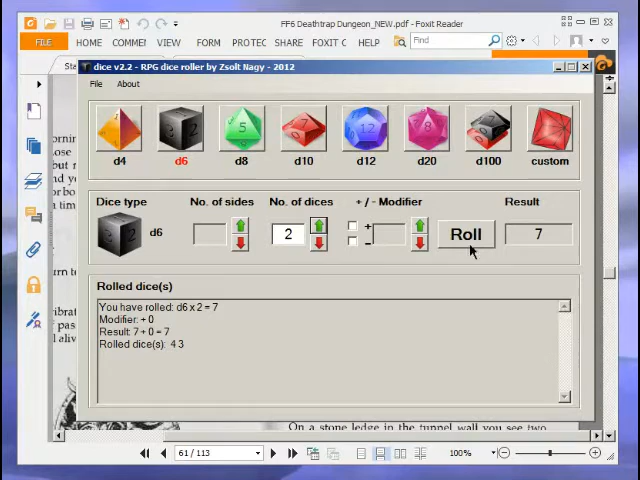 FF6 Deathtrap Dungeon_NEW.pdf - Foxit Reader
FILE HOME COMMEN VIEW FORM PROTEC SHARE FOXIT C HELP Find
Sta
dice v2.2 - RPG dice roller by Zsolt Nagy - 2012
File About
d4 d6 d8 d10 d12 d20 d100 custom
Dice type No. of sides No. of dices + / - Modifier Result
d6 2 + - Roll 7
Rolled dice(s)
You have rolled: d6 x 2 = 7
Modifier: + 0
Result: 7 + 0 = 7
Rolled dice(s): 4 3
On a stone ledge in the tunnel wall you see two
61 / 113 100%